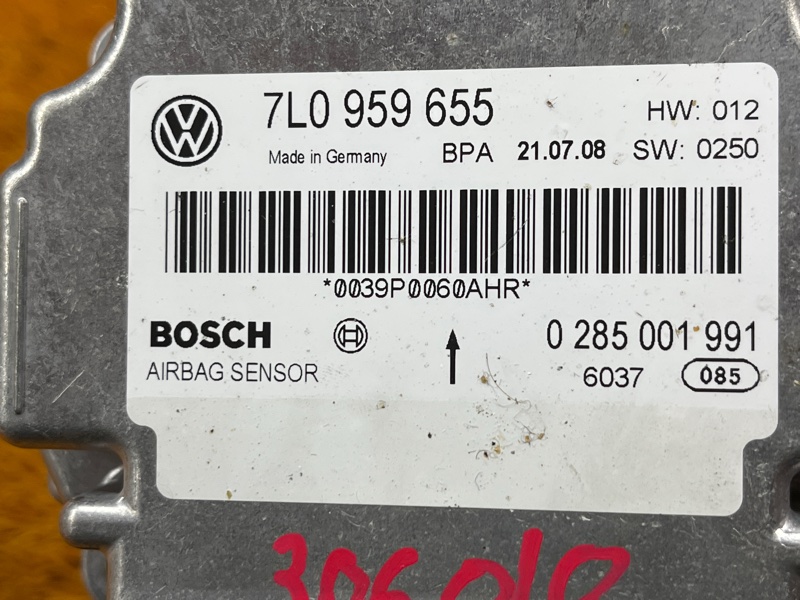 7L0 959 655 HW: 012
Made in Germany BPA 21.07.08 SW: 0250
*0039P0060AHR*
BOSCH 0 285 001 991
AIRBAG SENSOR 6037 085